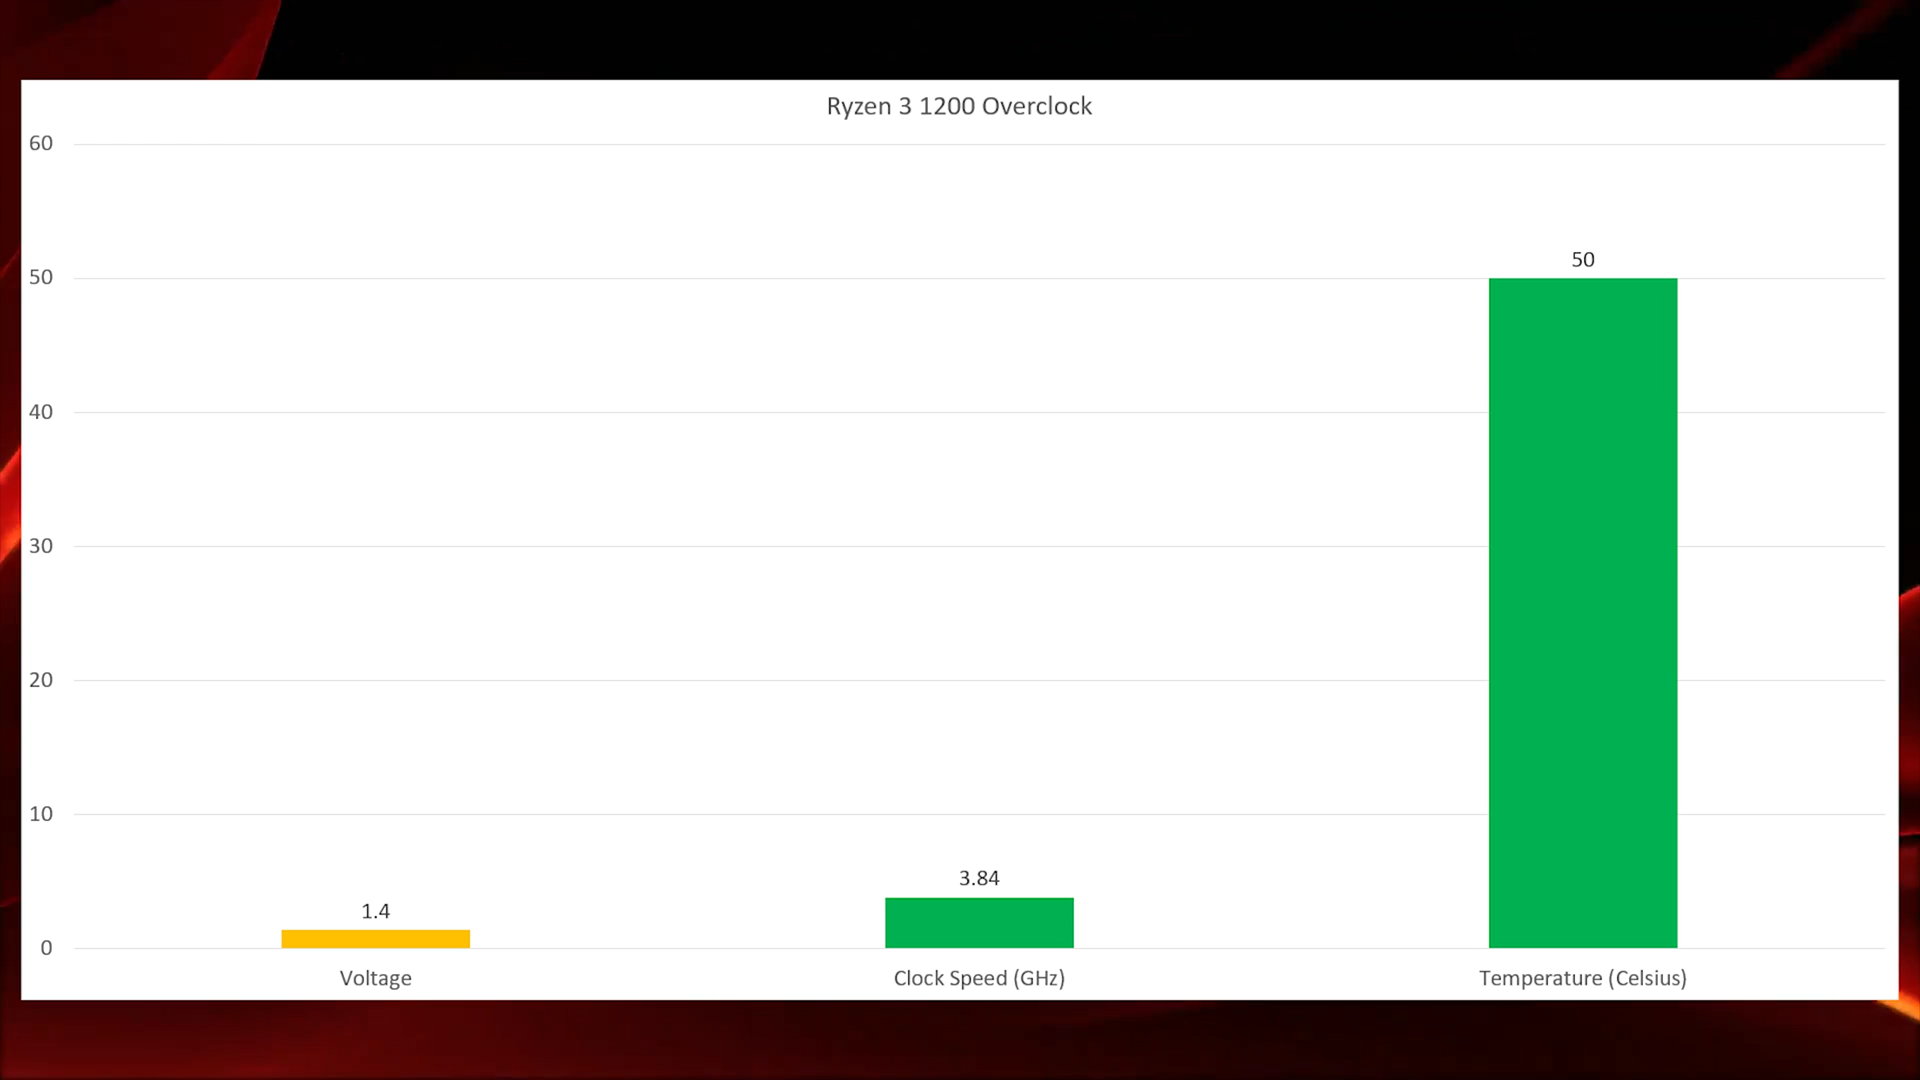 Ryzen 3 1200 Overclock
60
50
50
40
30
20
10
3.84
1.4
0
Voltage
Clock Speed (GHz)
Temperature (Celsius)